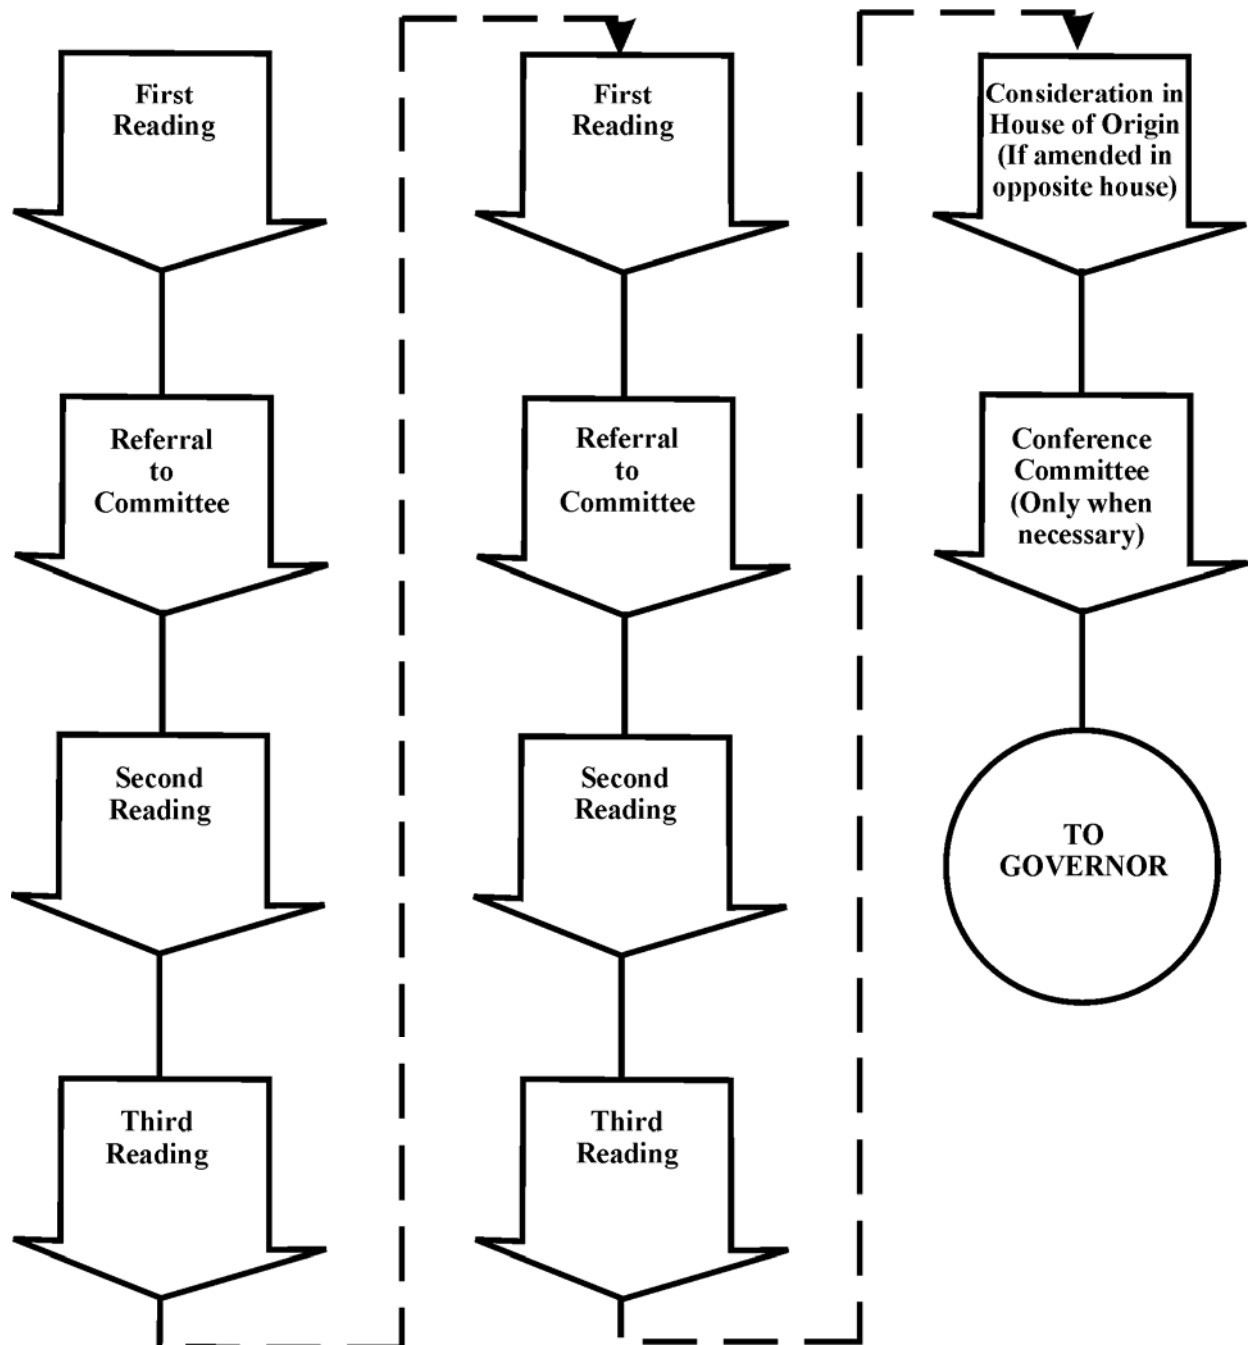 First
Reading
Referral
to
Committee
Second
Reading
Third
Reading
First
Reading
Referral
to
Committee
Second
Reading
Third
Reading
Consideration in
House of Origin
(If amended in
opposite house)
Conference
Committee
(Only when
necessary)
TO
GOVERNOR